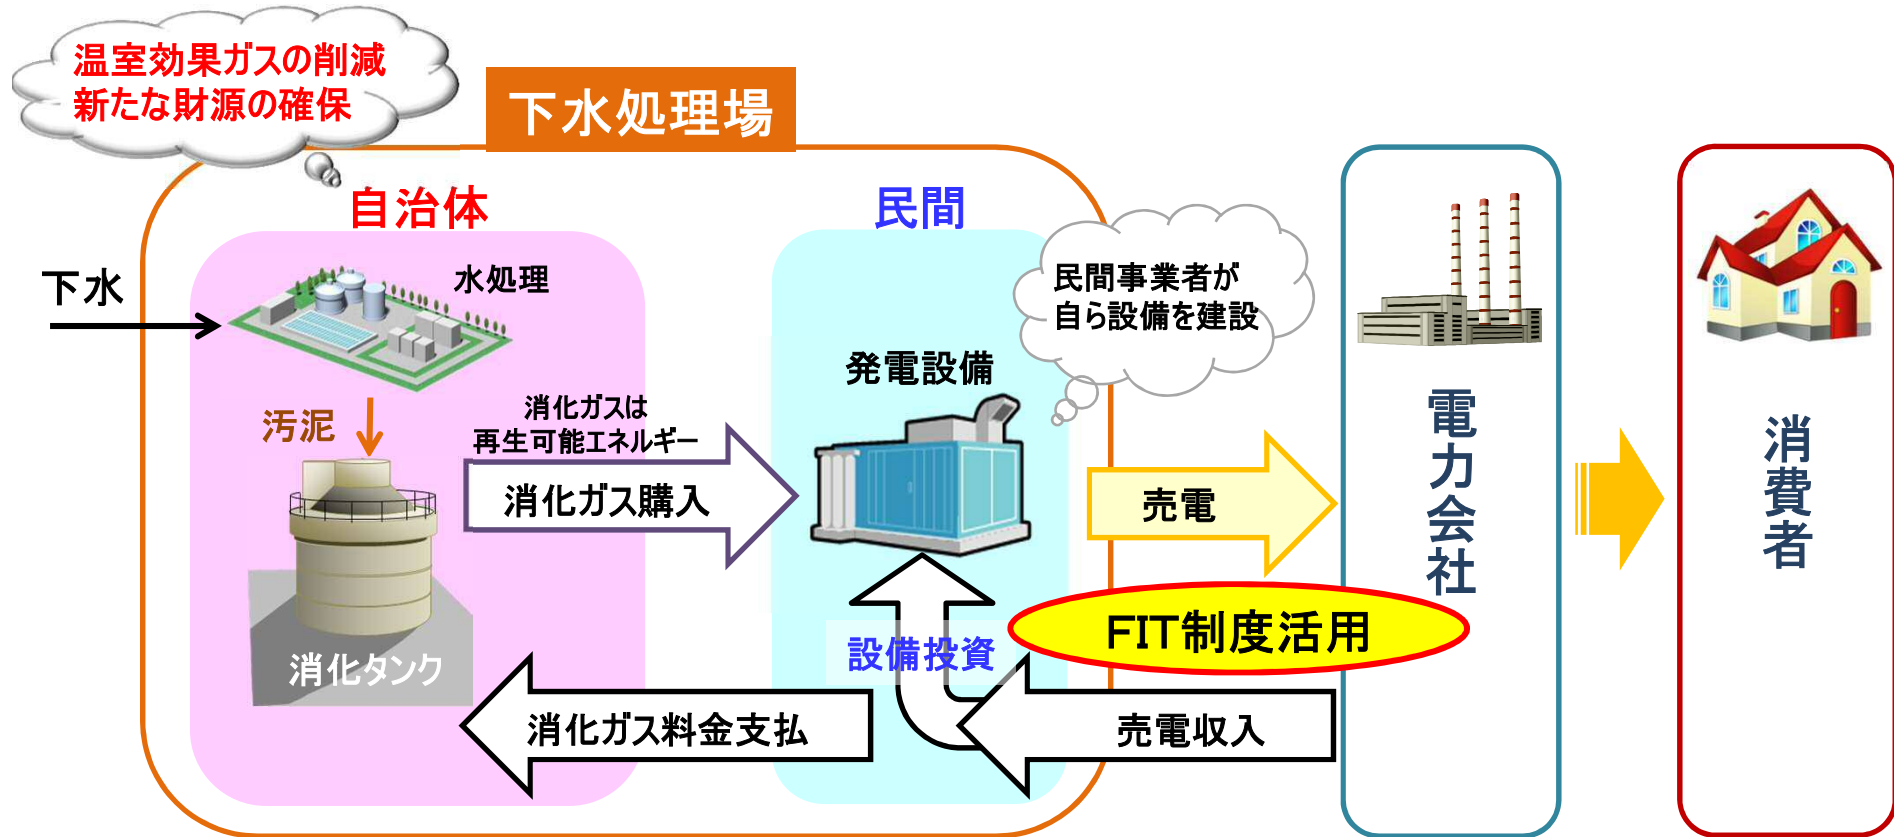 温室効果ガスの削減
新たな財源の確保
下水処理場
自治体
民間
下水
水処理
民間事業者が
自ら設備を建設
発電設備
汚泥
消化ガスは
再生可能エネルギー
消化ガス購入
売電
電力会社
消費者
FIT制度活用
設備投資
消化タンク
消化ガス料金支払
売電収入